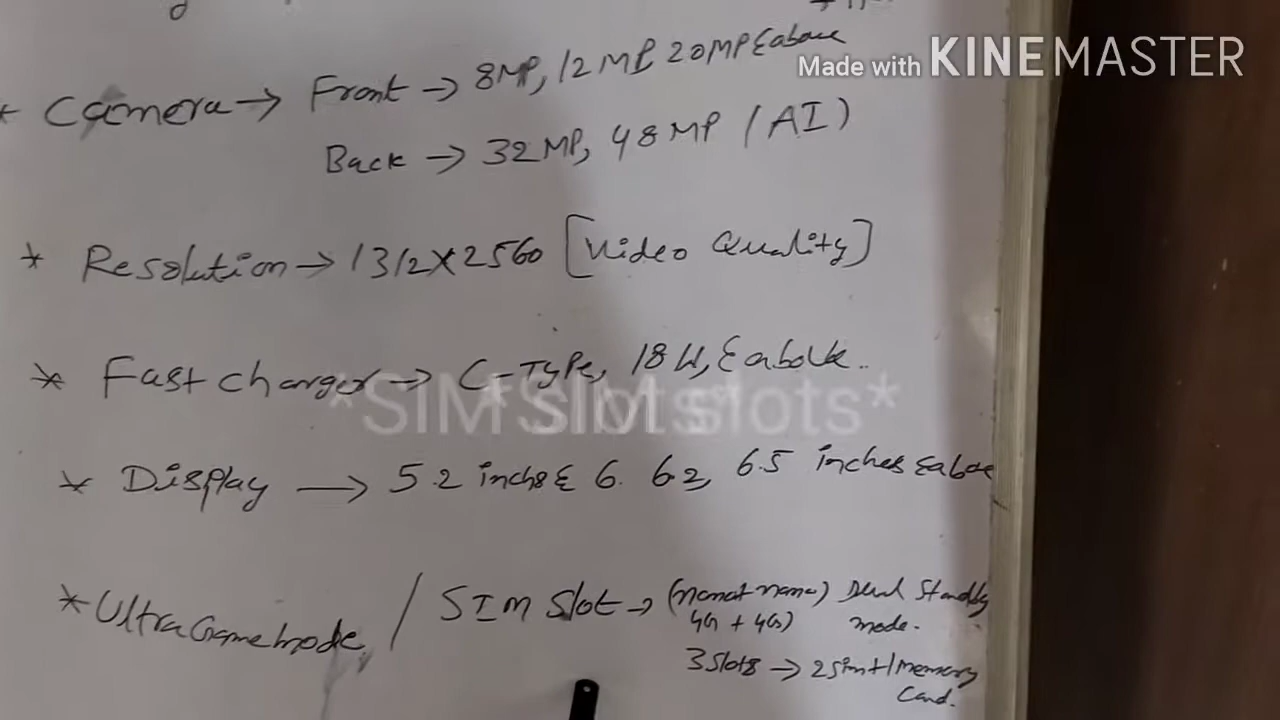 Made with KINEMASTER
* Camera → Front → 8MP, 12MP 20MP & above
Back → 32MP, 48MP / AI)
* Resolution → 1312x2560 [Video Quality]
* Fast charger → C-Type, 18W, & above..
*SIM slots*
* Display → 5.2 inch & 6. 6.2, 6.5 inches & above
* Ultra Game mode / SIM Slot → (nano+nano) Dual Standby
4G + 4G) mode.
3 slots → 2 sim + 1 memory
Card.